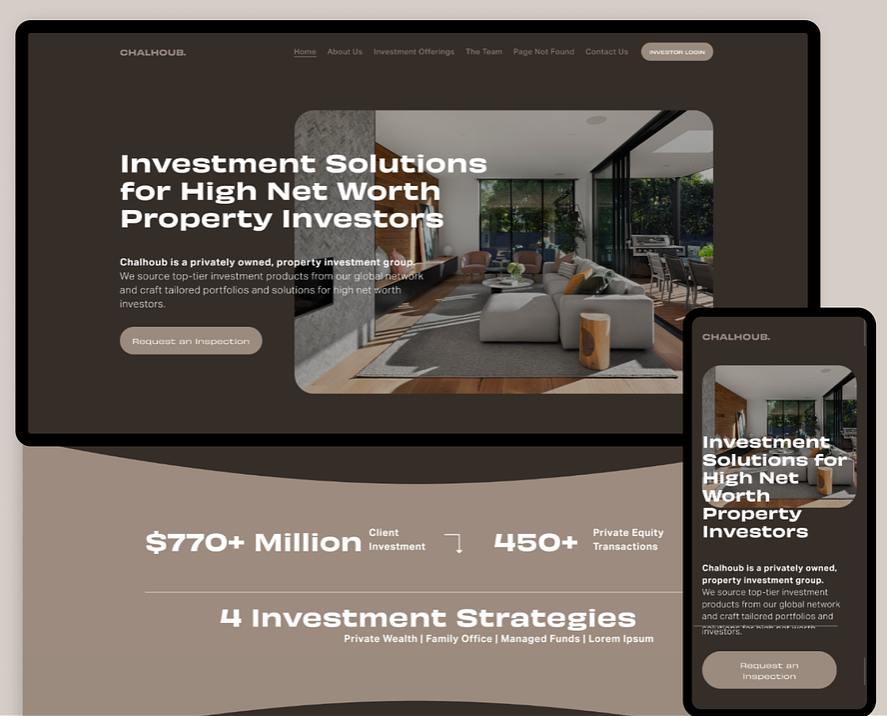 CHALHOUB.
Home About Us Investment Offerings The Team Page Not Found Contact Us INVESTOR LOGIN
Investment Solutions
for High Net Worth
Property Investors
Chalhoub is a privately owned, property investment group.
We source top-tier investment products from our global network
and craft tailored portfolios and solutions for high net worth
investors.
Request an Inspection
$770+ Million
Client
Investment
450+
Private Equity
Transactions
4 Investment Strategies
Private Wealth | Family Office | Managed Funds | Lorem Ipsum
CHALHOUB.
Investment
Solutions for
High Net
Worth
Property
Investors
Chalhoub is a privately owned,
property investment group.
We source top-tier investment
products from our global network
and craft tailored portfolios and
solutions for high net worth
investors.
Request an
Inspection